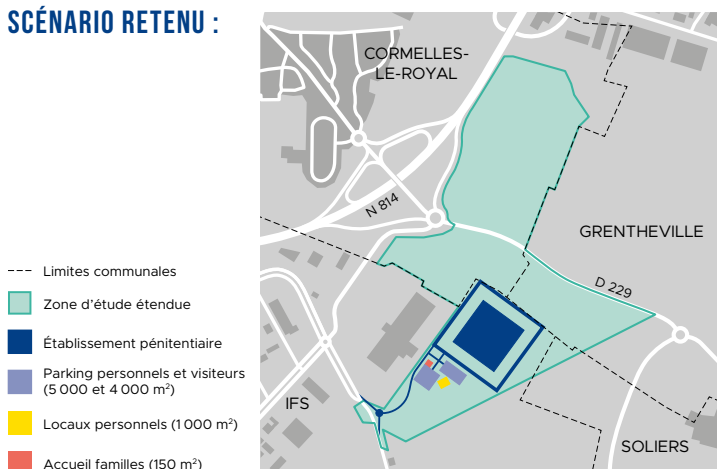 SCÉNARIO RETENU :
CORMELLES-
LE-ROYAL
N 814
GRENTHEVILLE
D 229
IFS
SOLIERS
Limites communales
Zone d'étude étendue
Établissement pénitentiaire
Parking personnels et visiteurs
(5 000 et 4 000 m²)
Locaux personnels (1 000 m²)
Accueil familles (150 m²)